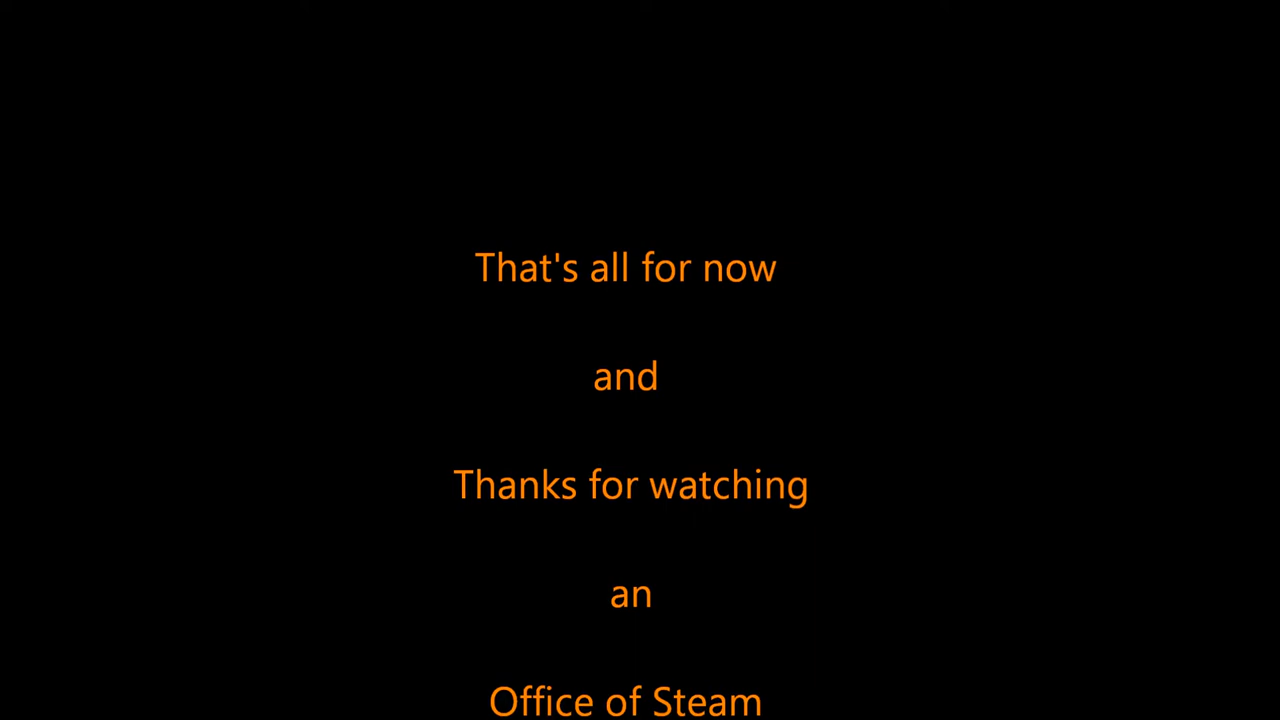 That's all for now
and
Thanks for watching
an
Office of Steam